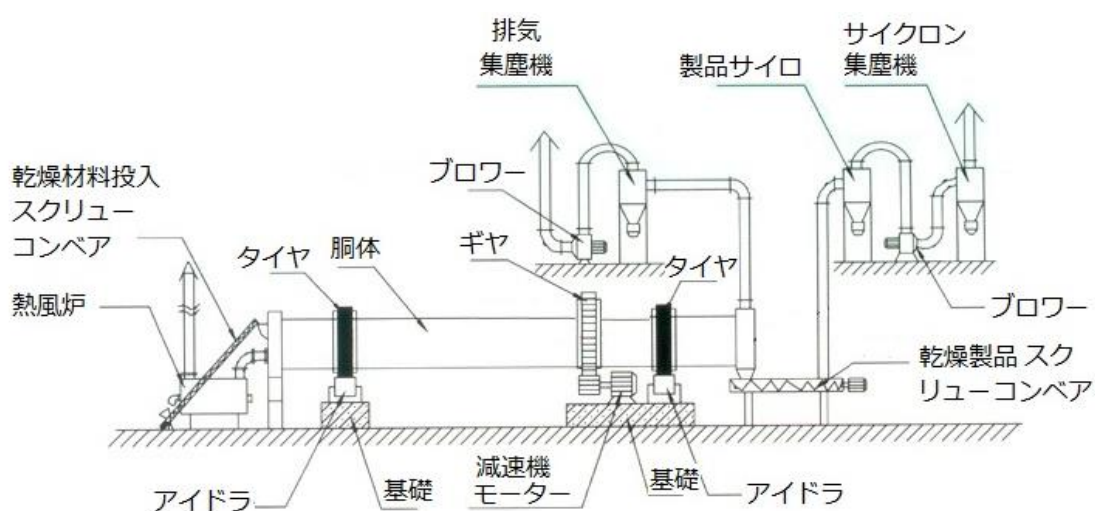 排気
集塵機
製品サイロ
サイクロン
集塵機
乾燥材料投入
スクリュー
コンベア
ブロワー
ギヤ
タイヤ
胴体
タイヤ
熱風炉
ブロワー
乾燥製品 スク
リューコンベア
アイドラ
基礎
減速機
モーター
基礎
アイドラ